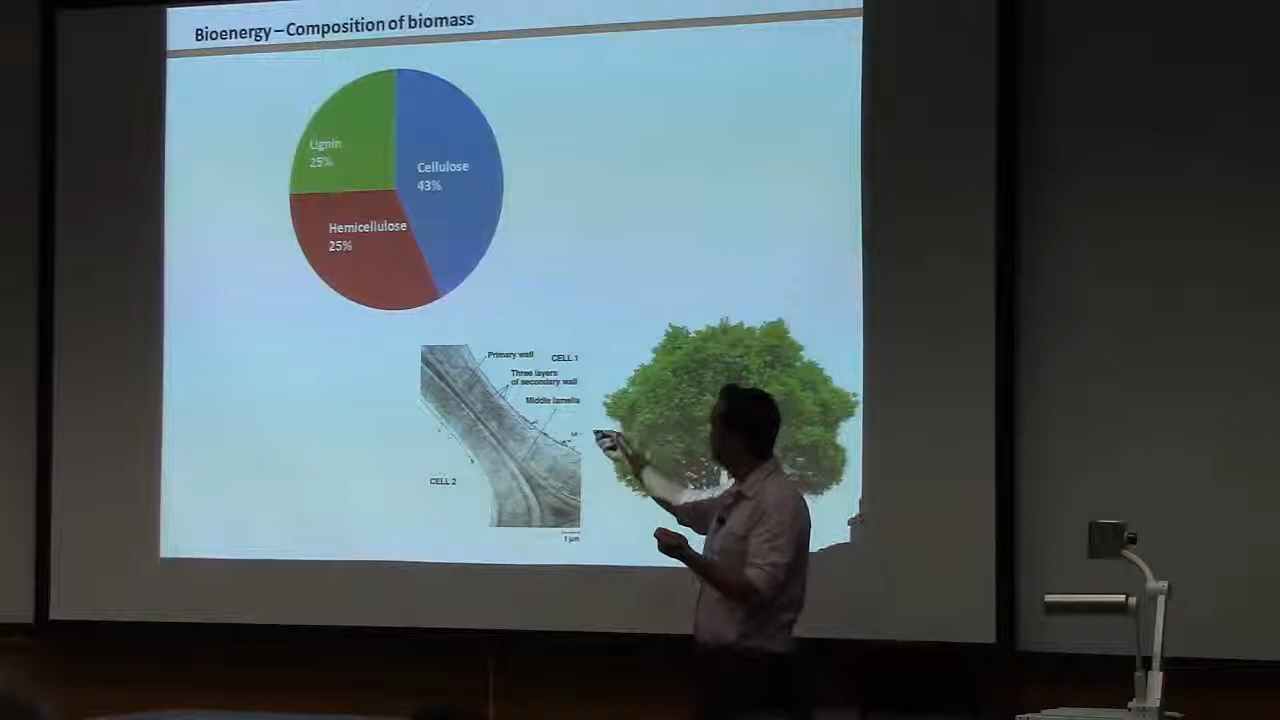 Bioenergy – Composition of biomass
Lignin
25%
Cellulose
43%
Hemicellulose
25%
Primary wall
CELL 1
Three layers
of secondary wall
Middle lamella
CELL 2
1 µm